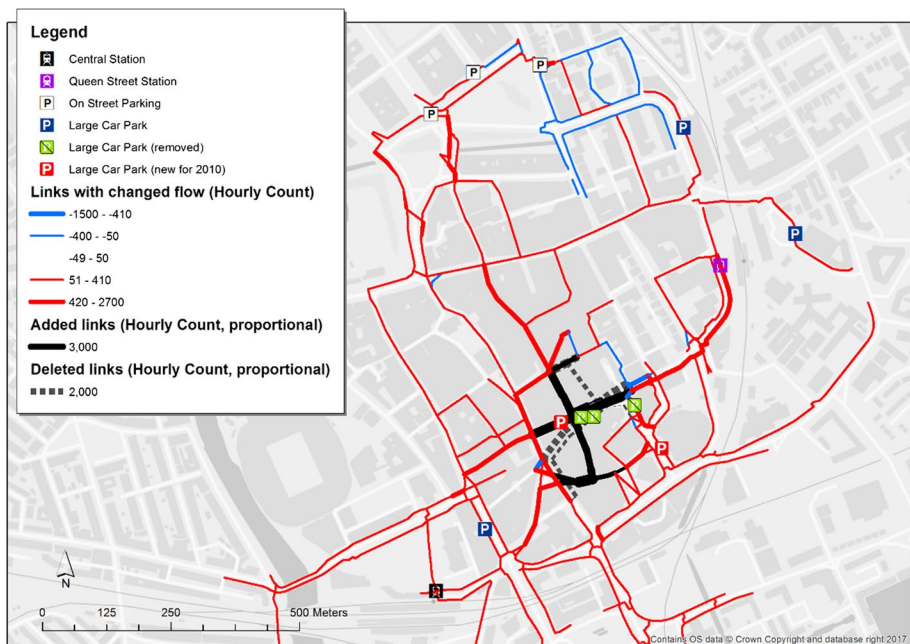 Legend
Central Station
Queen Street Station
P On Street Parking
P Large Car Park
Large Car Park (removed)
P Large Car Park (new for 2010)
Links with changed flow (Hourly Count)
-1500 - -410
-400 - -50
-49 - 50
51 - 410
420 - 2700
Added links (Hourly Count, proportional)
3,000
Deleted links (Hourly Count, proportional)
2,000
P
P
P
P
P
P
P
P
N
0 125 250 500 Meters
Contains OS data © Crown Copyright and database right 2017